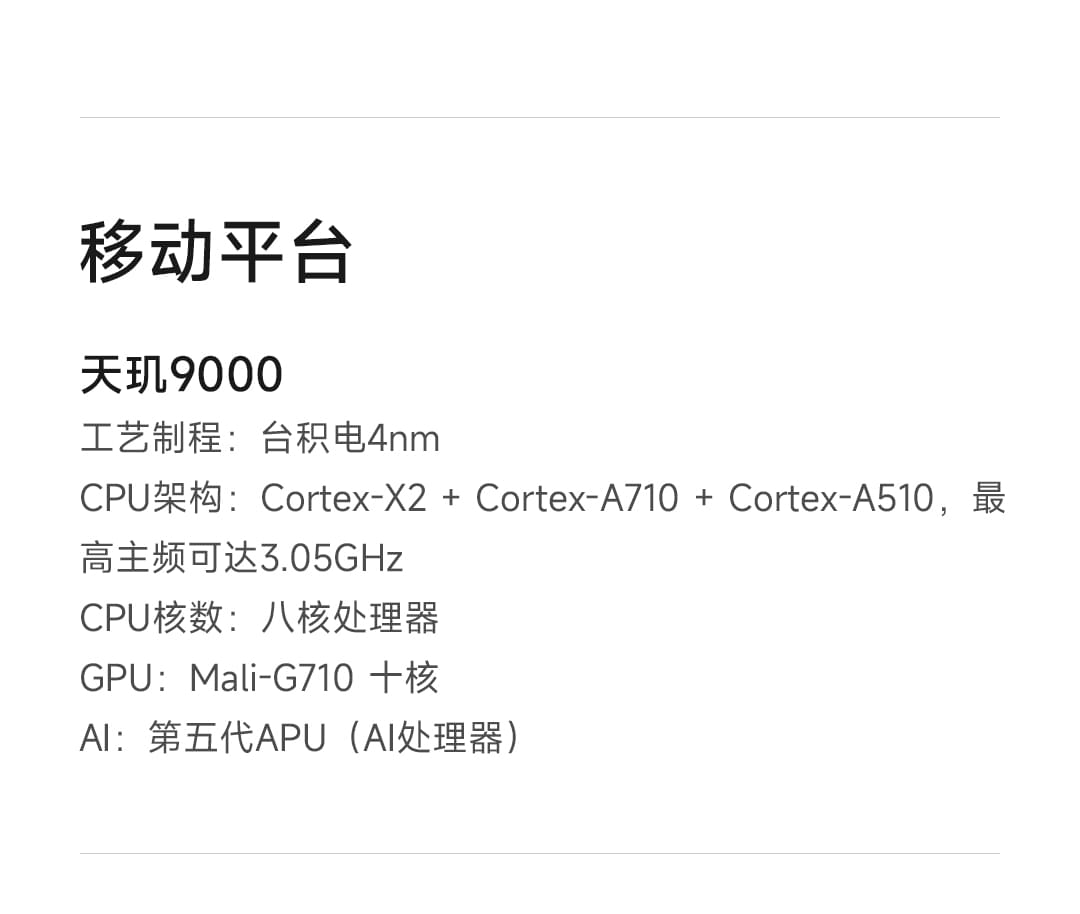 移动平台
天玑9000
工艺制程：台积电4nm
CPU架构：Cortex-X2 + Cortex-A710 + Cortex-A510，最
高主频可达3.05GHz
CPU核数：八核处理器
GPU：Mali-G710 十核
AI：第五代APU（AI处理器）